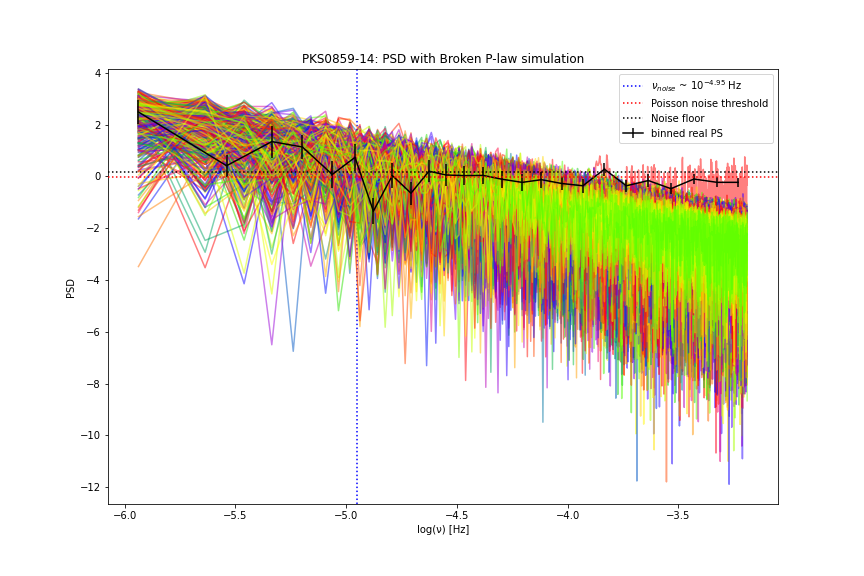 PKS0859-14: PSD with Broken P-law simulation
4
2
0
−2
−4
−6
−8
−10
−12
PSD
ν_noise ~ 10^−4.95 Hz
Poisson noise threshold
Noise floor
binned real PS
−6.0 −5.5 −5.0 −4.5 −4.0 −3.5
log(ν) [Hz]